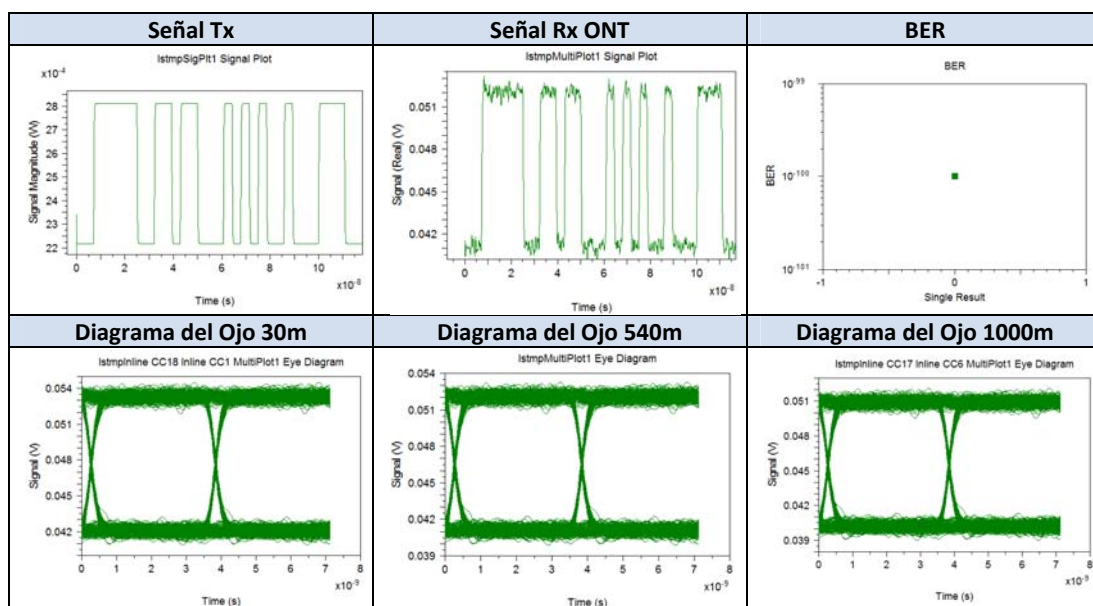 Señal Tx
Señal Rx ONT
BER
lstmpSigPlt1 Signal Plot
x10⁻⁴
28
27
26
25
24
23
22
Signal Magnitude (W)
0 2 4 6 8 10
x10⁻⁸
Time (s)
lstmpMultiPlot1 Signal Plot
0.051
0.048
0.045
0.042
Signal (Real) (V)
0 2 4 6 8 10
x10⁻⁸
Time (s)
BER
10⁻⁹⁹
10⁻¹⁰⁰
10⁻¹⁰¹
BER
-1 0 1
Single Result
Diagrama del Ojo 30m
Diagrama del Ojo 540m
Diagrama del Ojo 1000m
lstmpInline CC18 Inline CC1 MultiPlot1 Eye Diagram
0.054
0.051
0.048
0.045
0.042
Signal (V)
0 1 2 3 4 5 6 7 8
x10⁻⁹
Time (s)
lstmpMultiPlot1 Eye Diagram
0.054
0.051
0.048
0.045
0.042
0.039
Signal (V)
0 1 2 3 4 5 6 7 8
x10⁻⁹
Time (s)
lstmpInline CC17 Inline CC6 MultiPlot1 Eye Diagram
0.051
0.048
0.045
0.042
0.039
Signal (V)
0 1 2 3 4 5 6 7 8
x10⁻⁹
Time (s)